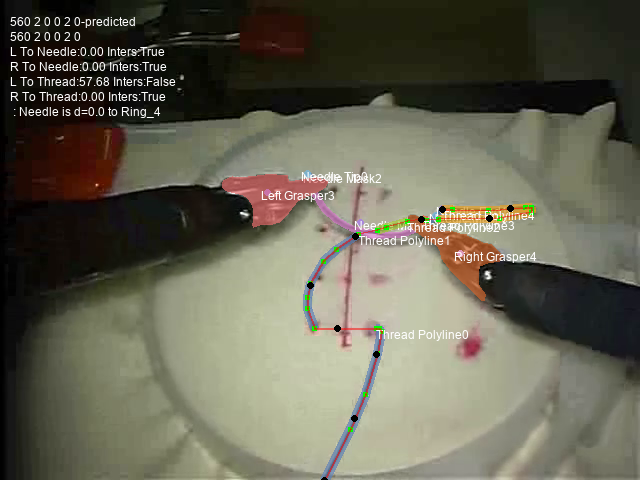 560 2 0 0 2 0-predicted
560 2 0 0 2 0
L To Needle:0.00 Inters:True
R To Needle:0.00 Inters:True
L To Thread:57.68 Inters:False
R To Thread:0.00 Inters:True
: Needle is d=0.0 to Ring_4
Needle Tip0
Mask2
Left Grasper3
Thread Polyline4
Needle
Thread Polyline1
Right Grasper4
Thread Polyline0